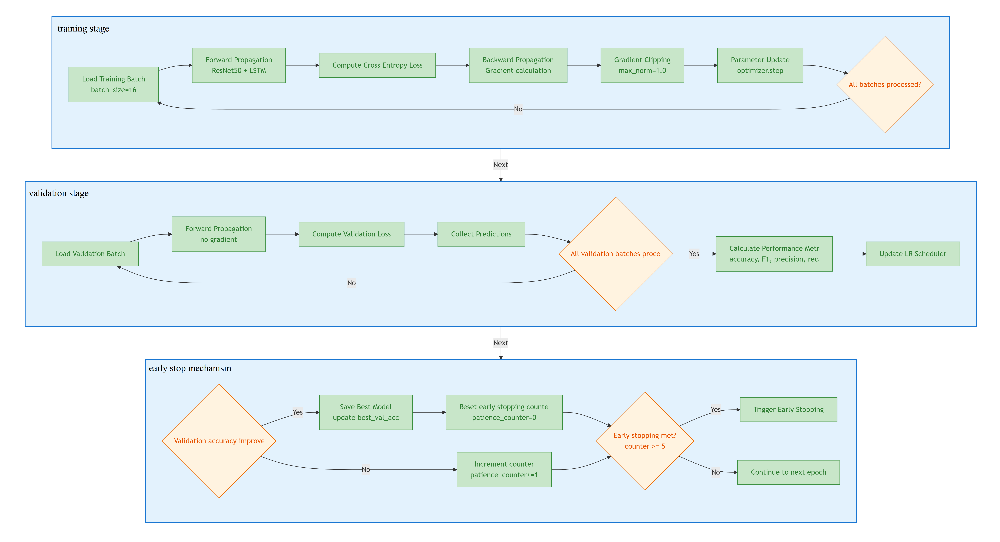 training stage
Load Training Batch
batch_size=16
Forward Propagation
ResNet50 + LSTM
Compute Cross Entropy Loss
Backward Propagation
Gradient calculation
Gradient Clipping
max_norm=1.0
Parameter Update
optimizer.step
All batches processed?
No
Next
validation stage
Load Validation Batch
Forward Propagation
no gradient
Compute Validation Loss
Collect Predictions
All validation batches proce
Yes
Calculate Performance Metr
accuracy, F1, precision, reca
Update LR Scheduler
No
Next
early stop mechanism
Validation accuracy improve
Yes
Save Best Model
update best_val_acc
Reset early stopping counte
patience_counter=0
No
Increment counter
patience_counter+=1
Early stopping met?
counter >= 5
Yes
Trigger Early Stopping
No
Continue to next epoch